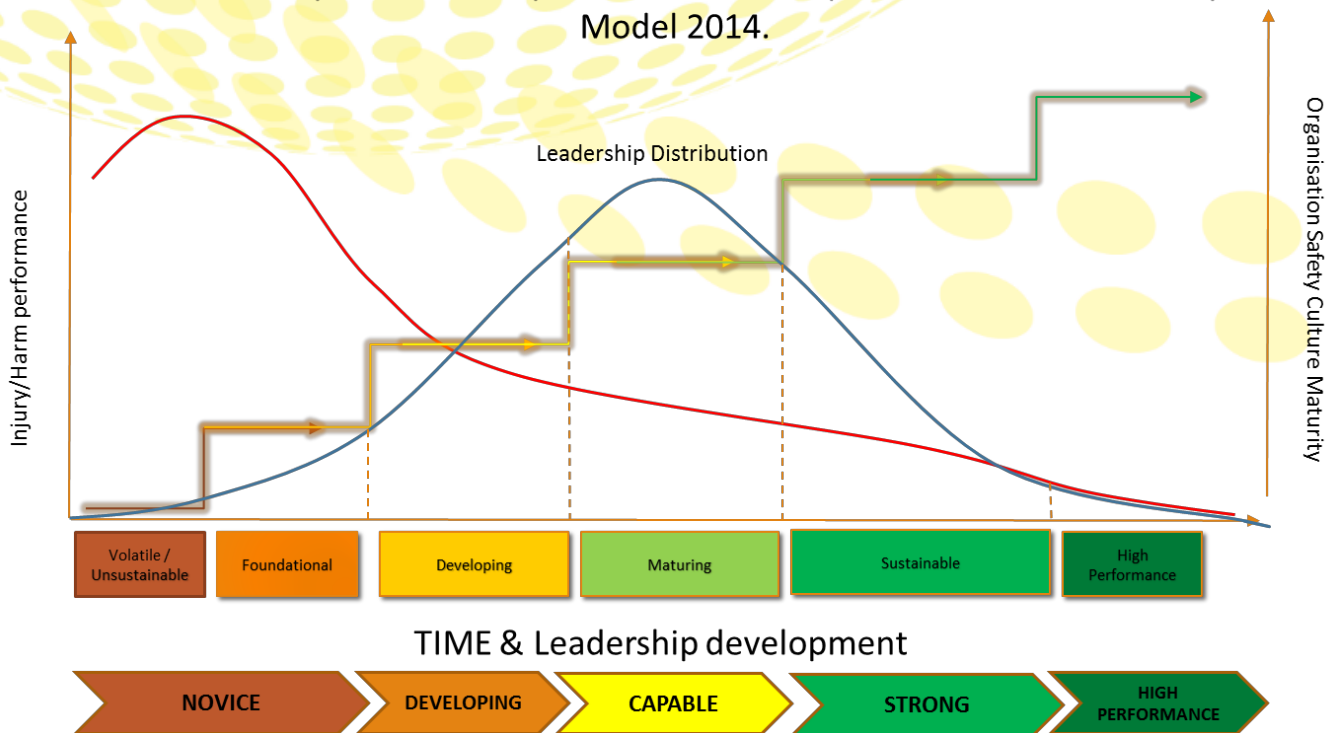 Model 2014.
Leadership Distribution
Injury/Harm performance
Organisation Safety Culture Maturity
Volatile /
Unsustainable
Foundational
Developing
Maturing
Sustainable
High
Performance
TIME & Leadership development
NOVICE
DEVELOPING
CAPABLE
STRONG
HIGH
PERFORMANCE